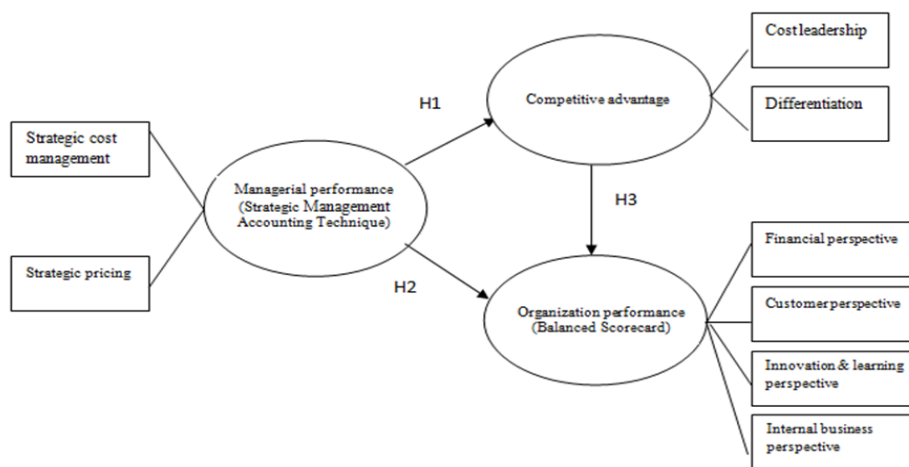 Cost leadership
Differentiation
Competitive advantage
H1
Strategic cost
management
Managerial performance
(Strategic Management
Accounting Technique)
Strategic pricing
H3
H2
Organization performance
(Balanced Scorecard)
Financial perspective
Customer perspective
Innovation & learning
perspective
Internal business
perspective